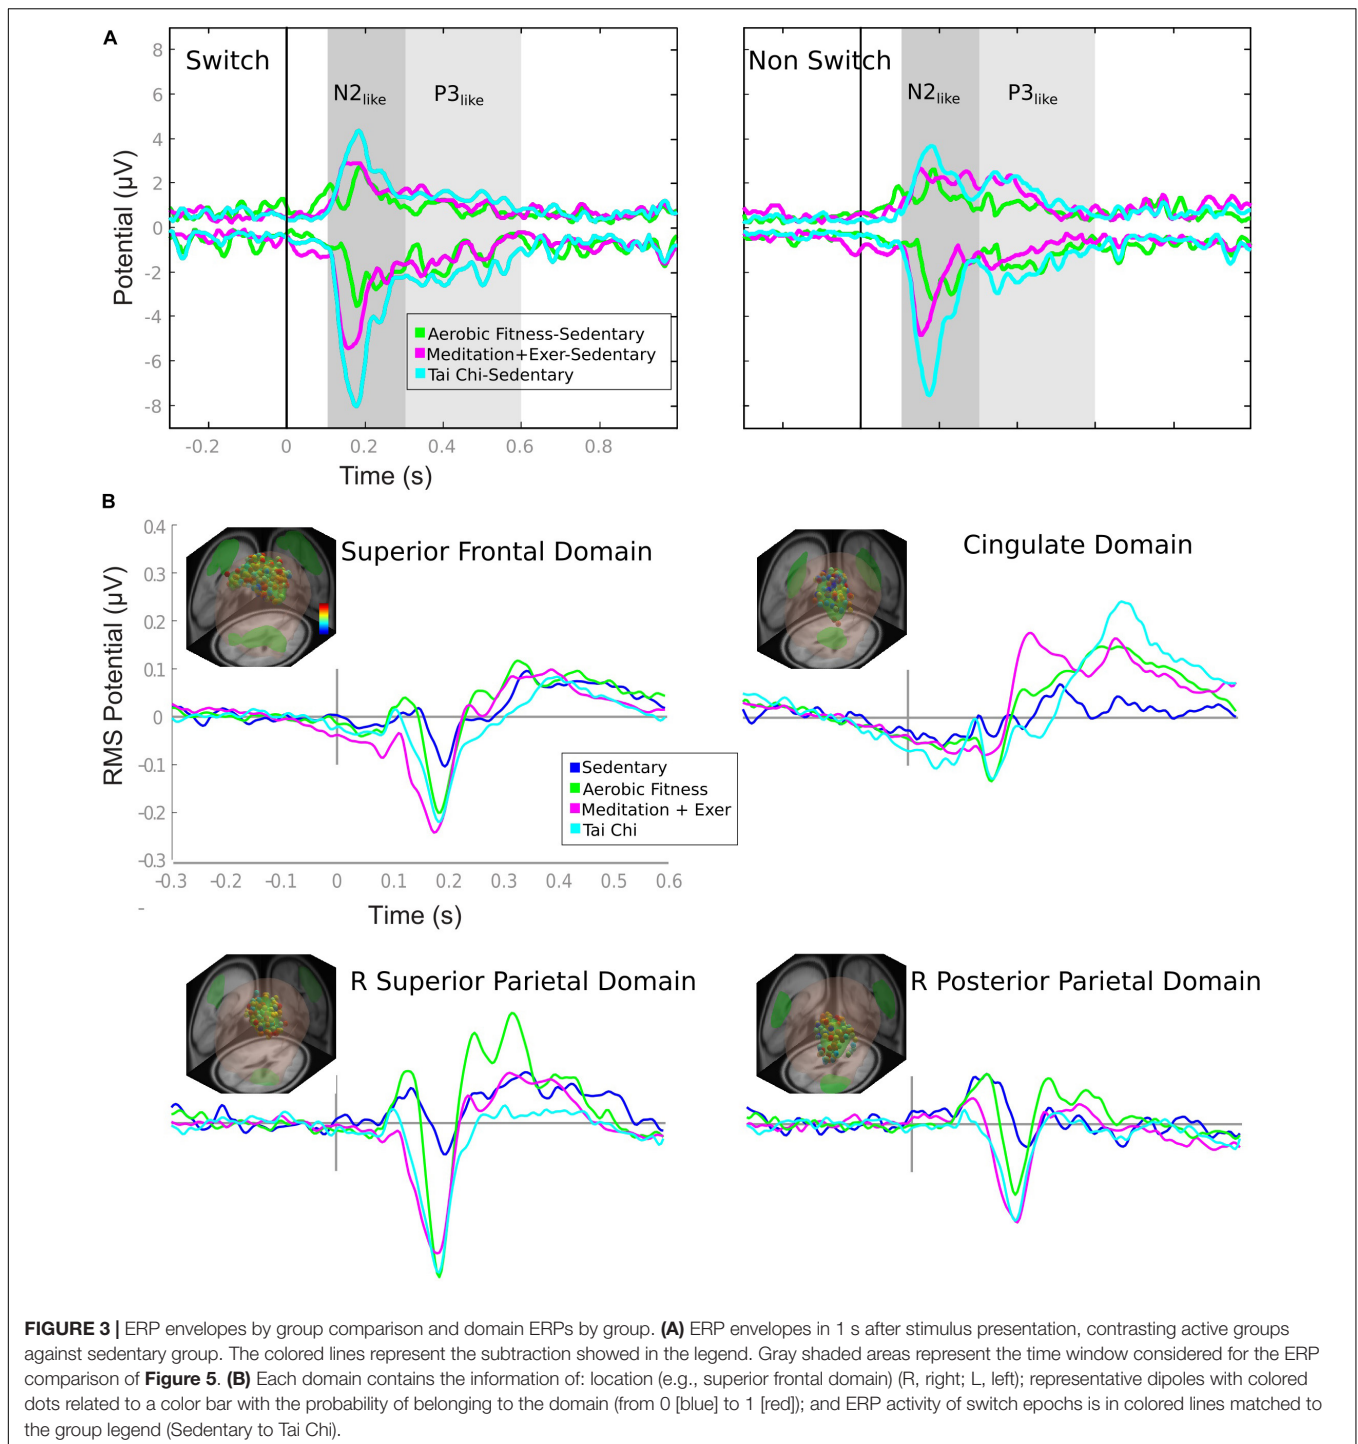 A
Switch
Non Switch
N2like
P3like
N2like
P3like
8
6
4
2
0
-2
-4
-6
-8
Potential (µV)
Aerobic Fitness-Sedentary
Meditation+Exer-Sedentary
Tai Chi-Sedentary
-0.2
0
0.2
0.4
0.6
0.8
Time (s)
B
Superior Frontal Domain
Cingulate Domain
0.4
0.3
0.2
0.1
0
-0.1
-0.2
-0.3
RMS Potential (µV)
Sedentary
Aerobic Fitness
Meditation + Exer
Tai Chi
-0.3
-0.2
-0.1
0
0.1
0.2
0.3
0.4
0.5
0.6
Time (s)
-
R Superior Parietal Domain
R Posterior Parietal Domain
FIGURE 3 | ERP envelopes by group comparison and domain ERPs by group. (A) ERP envelopes in 1 s after stimulus presentation, contrasting active groups
against sedentary group. The colored lines represent the subtraction showed in the legend. Gray shaded areas represent the time window considered for the ERP
comparison of Figure 5. (B) Each domain contains the information of: location (e.g., superior frontal domain) (R, right; L, left); representative dipoles with colored
dots related to a color bar with the probability of belonging to the domain (from 0 [blue] to 1 [red]); and ERP activity of switch epochs is in colored lines matched to
the group legend (Sedentary to Tai Chi).